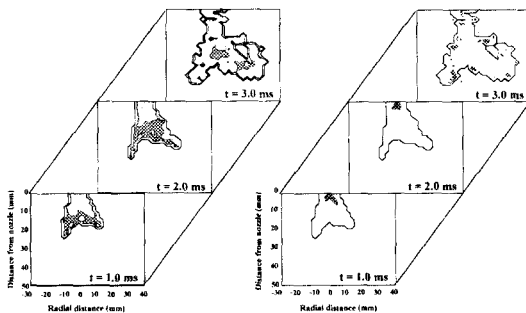 t = 3.0 ms
t = 2.0 ms
t = 1.0 ms
Distance from nozzle (mm)
0
10
20
30
40
50
-30 -20 -10 0 10 20 30 40
Radial distance (mm)
t = 3.0 ms
t = 2.0 ms
t = 1.0 ms
Distance from nozzle (mm)
0
10
20
30
40
50
-30 -20 -10 0 10 20 30 40
Radial distance (mm)